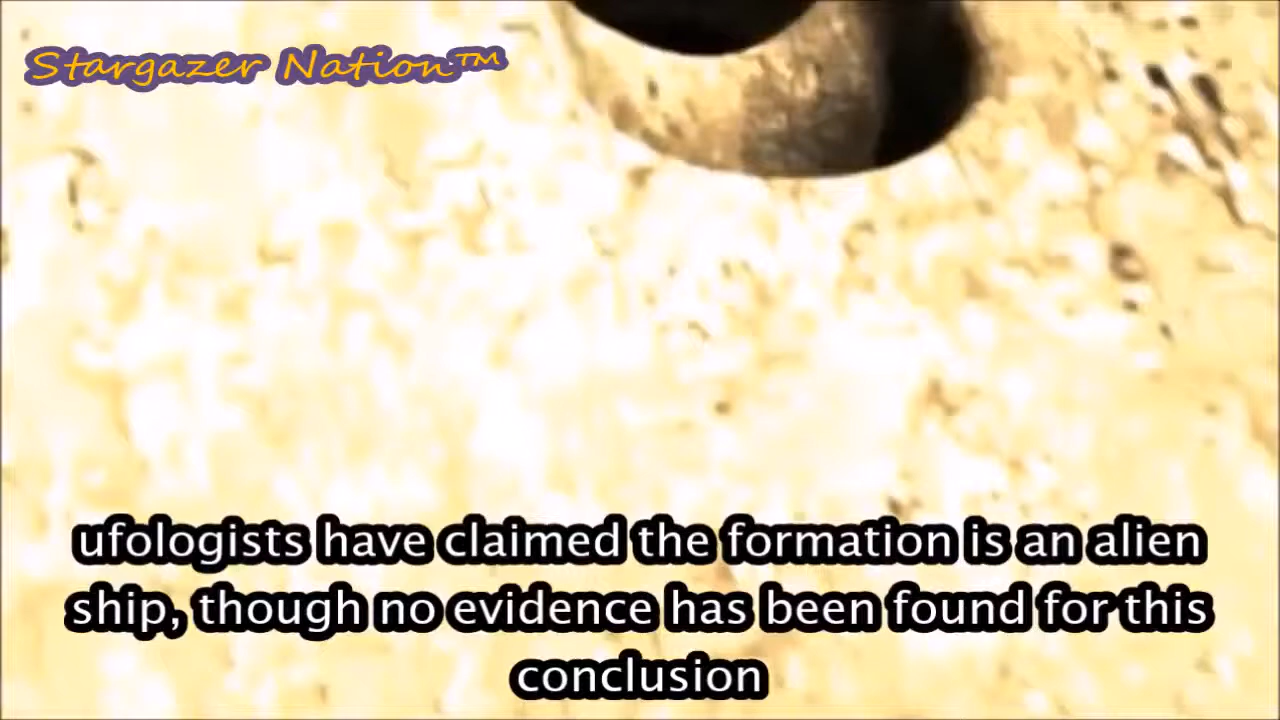 Stargazer Nation™
ufologists have claimed the formation is an alien
ship, though no evidence has been found for this
conclusion